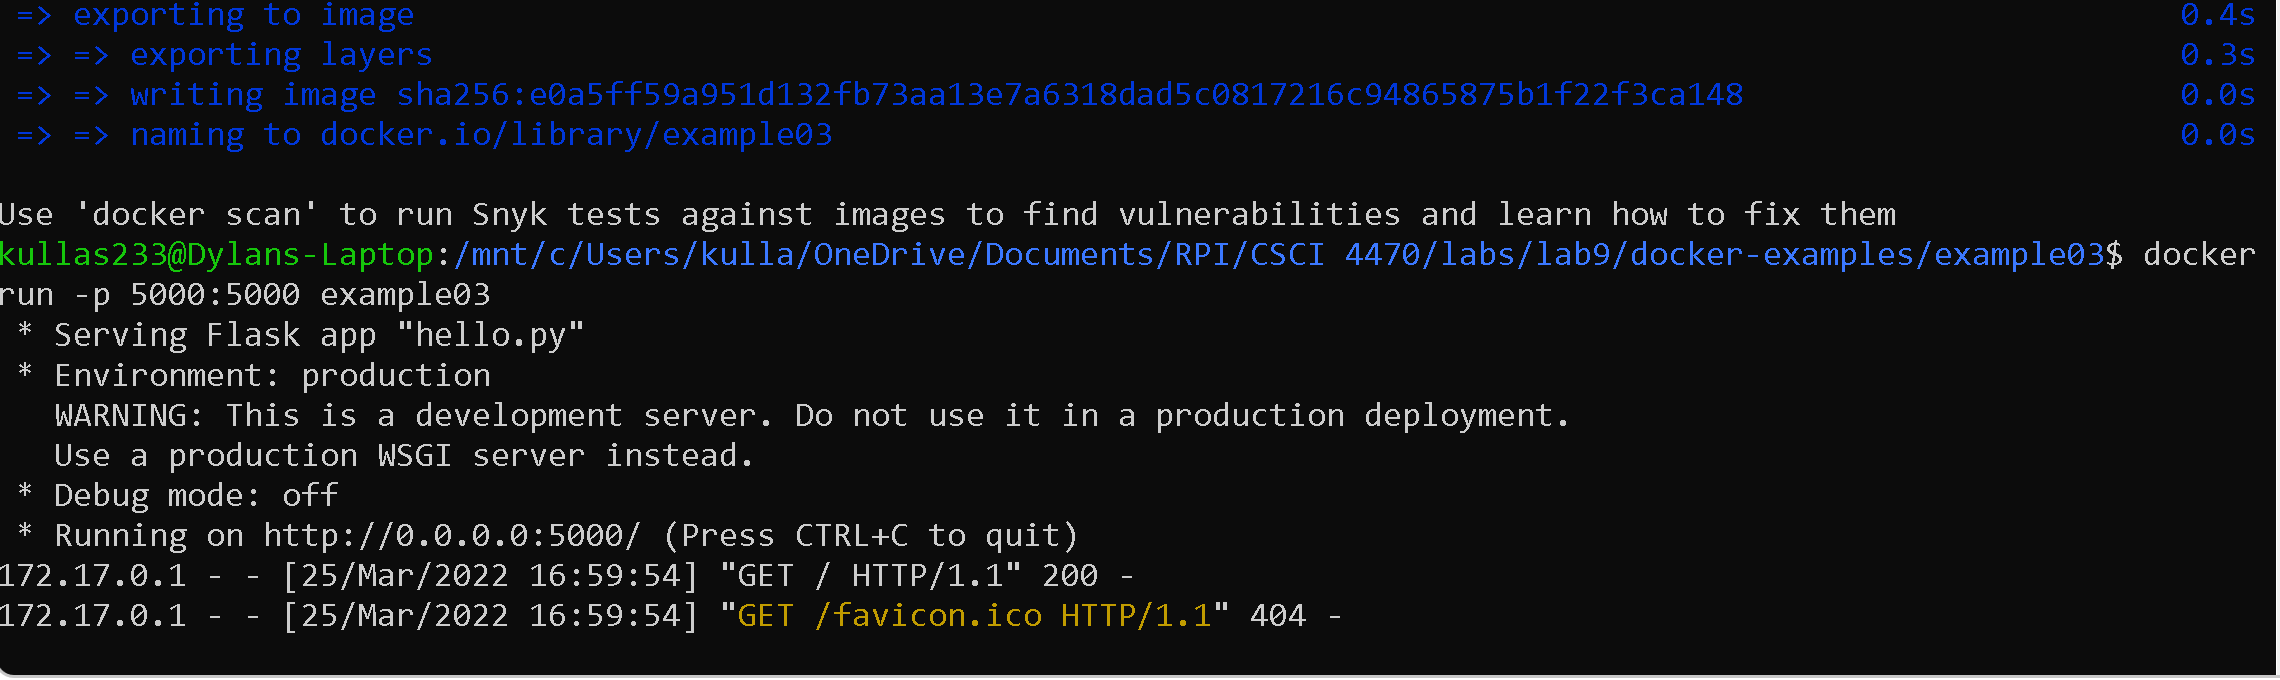 => exporting to image 0.4s
=> => exporting layers 0.3s
=> => writing image sha256:e0a5ff59a951d132fb73aa13e7a6318dad5c0817216c94865875b1f22f3ca148 0.0s
=> => naming to docker.io/library/example03 0.0s
Use 'docker scan' to run Snyk tests against images to find vulnerabilities and learn how to fix them
kullas233@Dylans-Laptop:/mnt/c/Users/kulla/OneDrive/Documents/RPI/CSCI 4470/labs/lab9/docker-examples/example03$ docker
run -p 5000:5000 example03
* Serving Flask app "hello.py"
* Environment: production
WARNING: This is a development server. Do not use it in a production deployment.
Use a production WSGI server instead.
* Debug mode: off
* Running on http://0.0.0.0:5000/ (Press CTRL+C to quit)
172.17.0.1 - - [25/Mar/2022 16:59:54] "GET / HTTP/1.1" 200 -
172.17.0.1 - - [25/Mar/2022 16:59:54] "GET /favicon.ico HTTP/1.1" 404 -